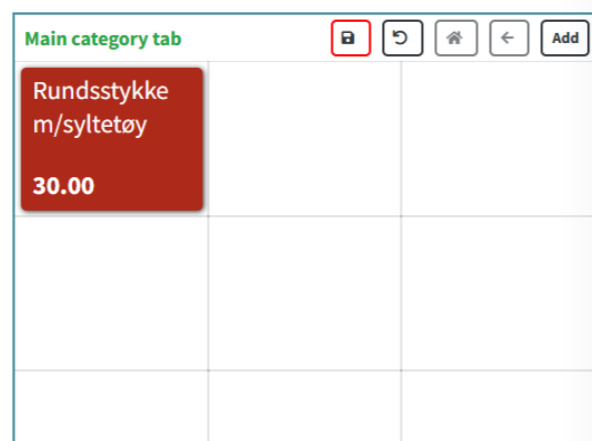 Main category tab
Add
Rundsstykke
m/syltetøy
30.00